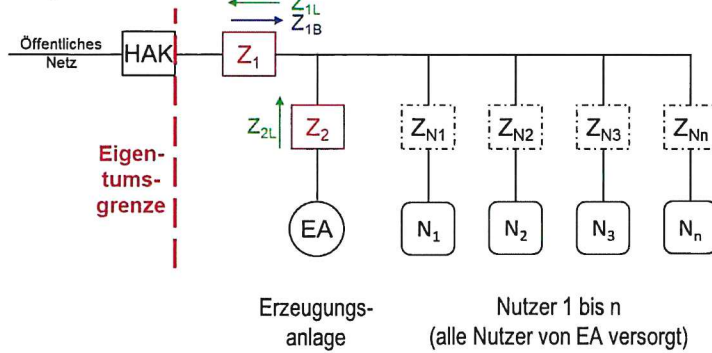 Z1L
Z1B
Öffentliches
Netz
HAK
Z1
Z2L
Z2
ZN1
ZN2
ZN3
ZNn
Eigen-
tums-
grenze
EA
N1
N2
N3
Nn
Erzeugungs-
anlage
Nutzer 1 bis n
(alle Nutzer von EA versorgt)